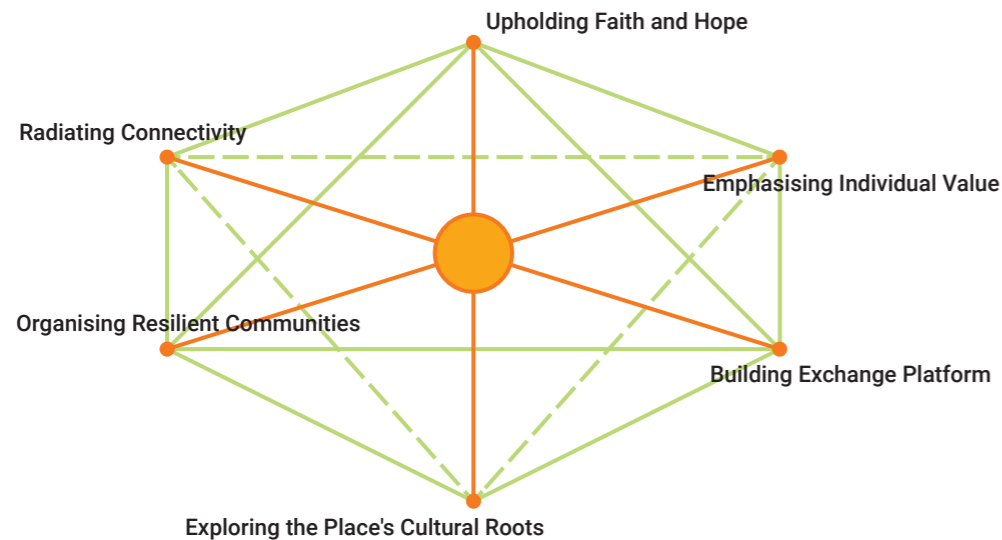 Upholding Faith and Hope
Radiating Connectivity
Emphasising Individual Value
Organising Resilient Communities
Building Exchange Platform
Exploring the Place's Cultural Roots